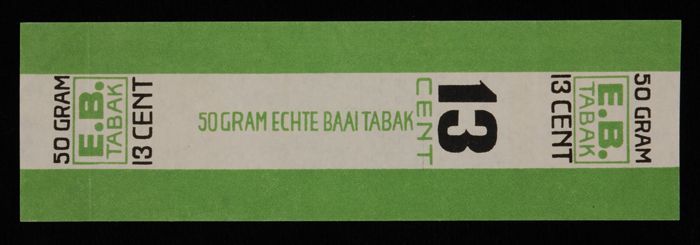 50 GRAM
E.B.
TABAK
13 CENT
50 GRAM ECHTE BAAI TABAK
13
CENT
50 GRAM
E.B.
TABAK
13 CENT